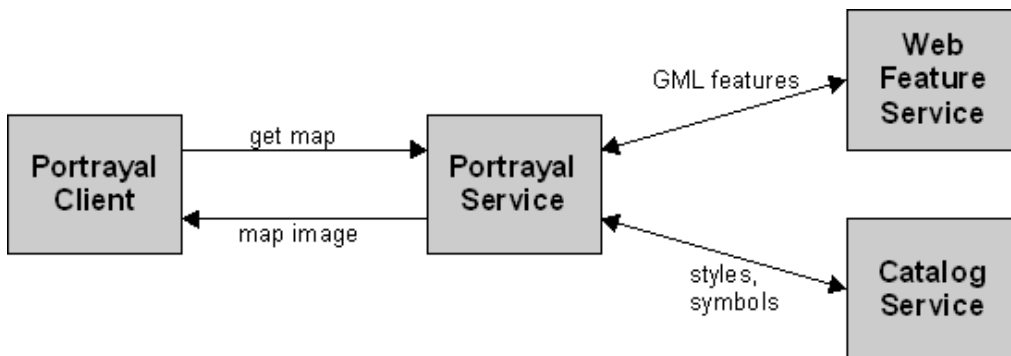 Portrayal
Client
get map
map image
Portrayal
Service
GML features
Web
Feature
Service
styles,
symbols
Catalog
Service